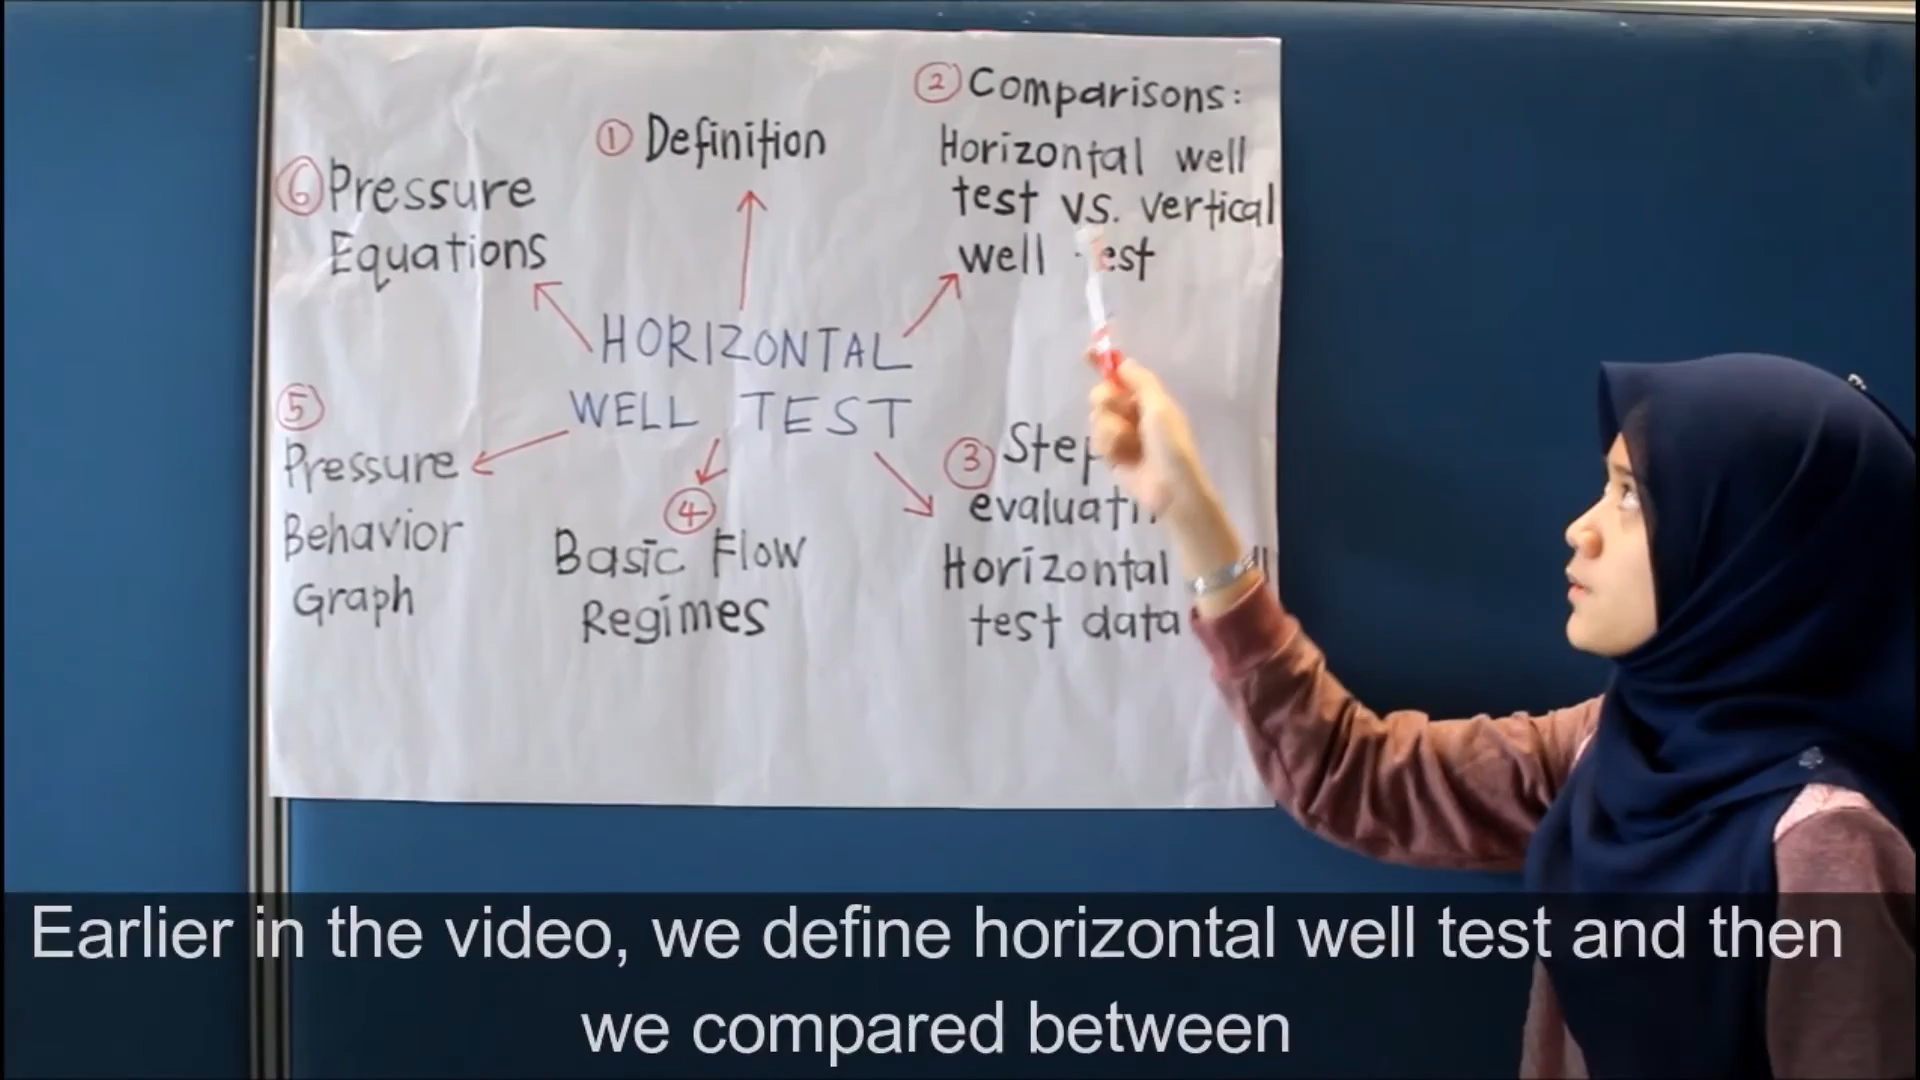 ① Definition
② Comparisons:
Horizontal well
test vs. vertical
well est
③ Step
evaluati
Horizontal
test data
④
Basic Flow
Regimes
⑤
Pressure
Behavior
Graph
⑥ Pressure
Equations
HORIZONTAL
WELL TEST
Earlier in the video, we define horizontal well test and then
we compared between